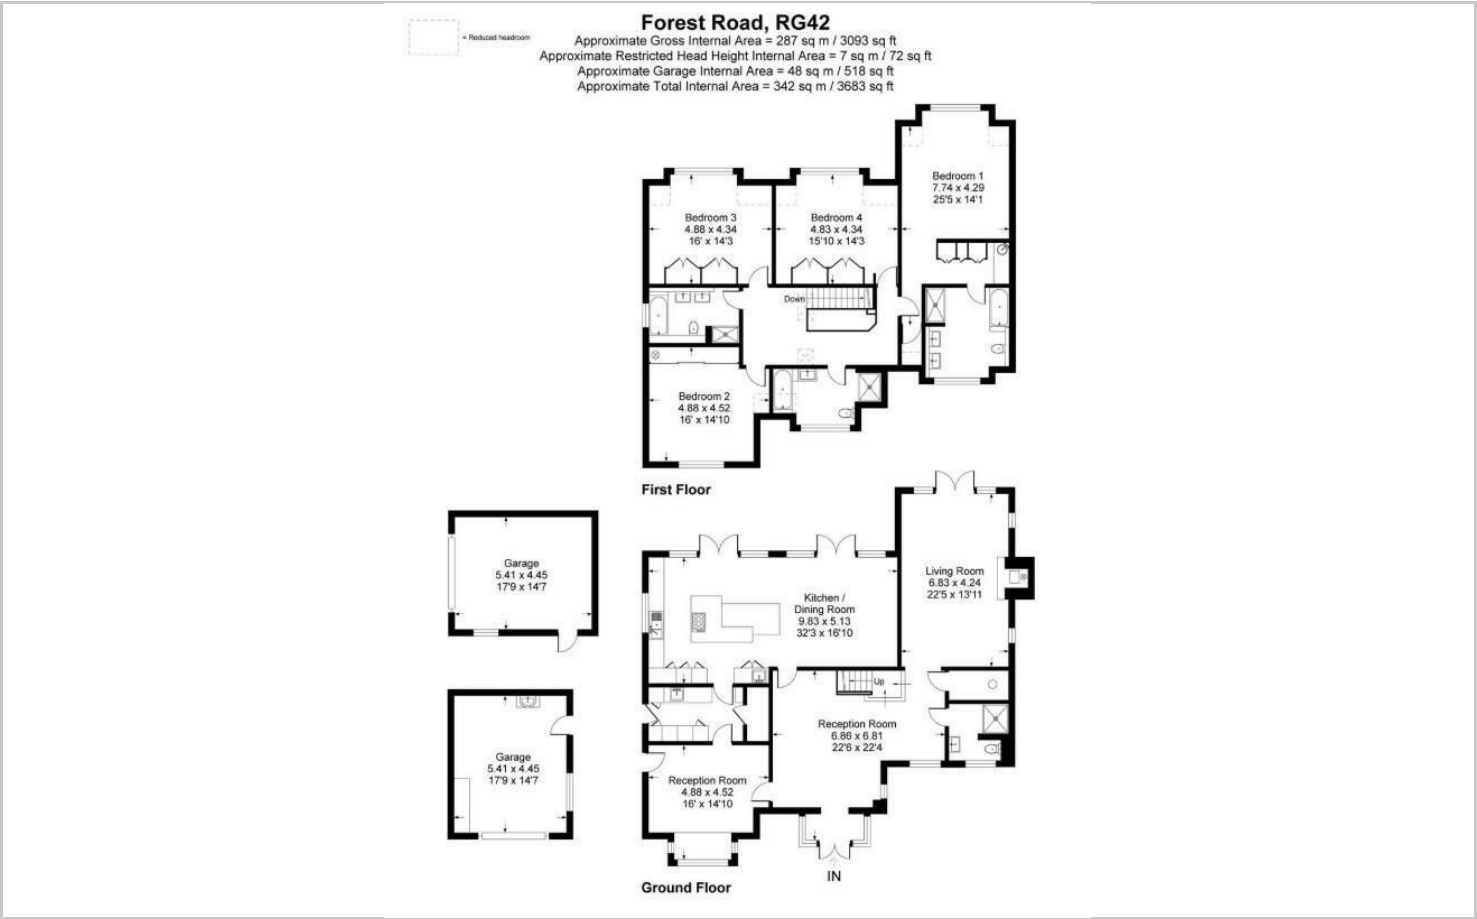 Forest Road, RG42
Approximate Gross Internal Area = 287 sq m / 3093 sq ft
Approximate Restricted Head Height Internal Area = 7 sq m / 72 sq ft
Approximate Garage Internal Area = 48 sq m / 518 sq ft
Approximate Total Internal Area = 342 sq m / 3683 sq ft
= Reduced headroom
Bedroom 1
7.74 x 4.29
25'5 x 14'1
Bedroom 3
4.88 x 4.34
16' x 14'3
Bedroom 4
4.83 x 4.34
15'10 x 14'3
Down
Bedroom 2
4.88 x 4.52
16' x 14'10
First Floor
Garage
5.41 x 4.45
17'9 x 14'7
Living Room
6.83 x 4.24
22'5 x 13'11
Kitchen /
Dining Room
9.83 x 5.13
32'3 x 16'10
Up
Reception Room
6.86 x 6.81
22'6 x 22'4
Garage
5.41 x 4.45
17'9 x 14'7
Reception Room
4.88 x 4.52
16' x 14'10
IN
Ground Floor